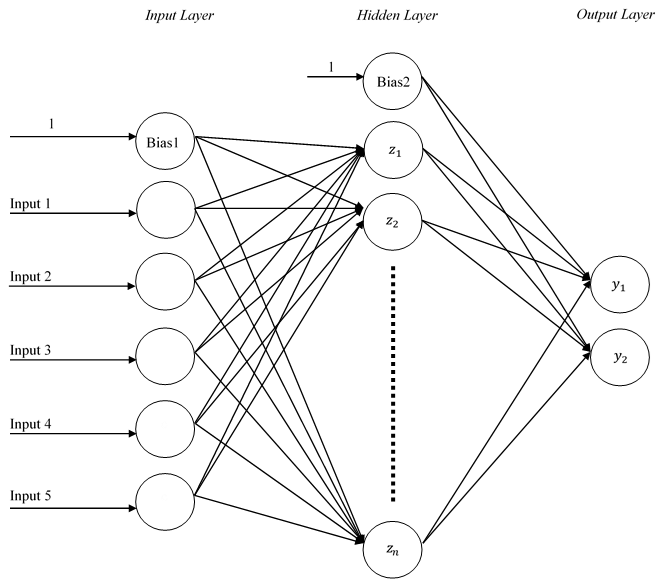 Input Layer
Hidden Layer
Output Layer
1
Bias2
1
Bias1
z₁
Input 1
z₂
Input 2
y₁
Input 3
y₂
Input 4
Input 5
zₙ